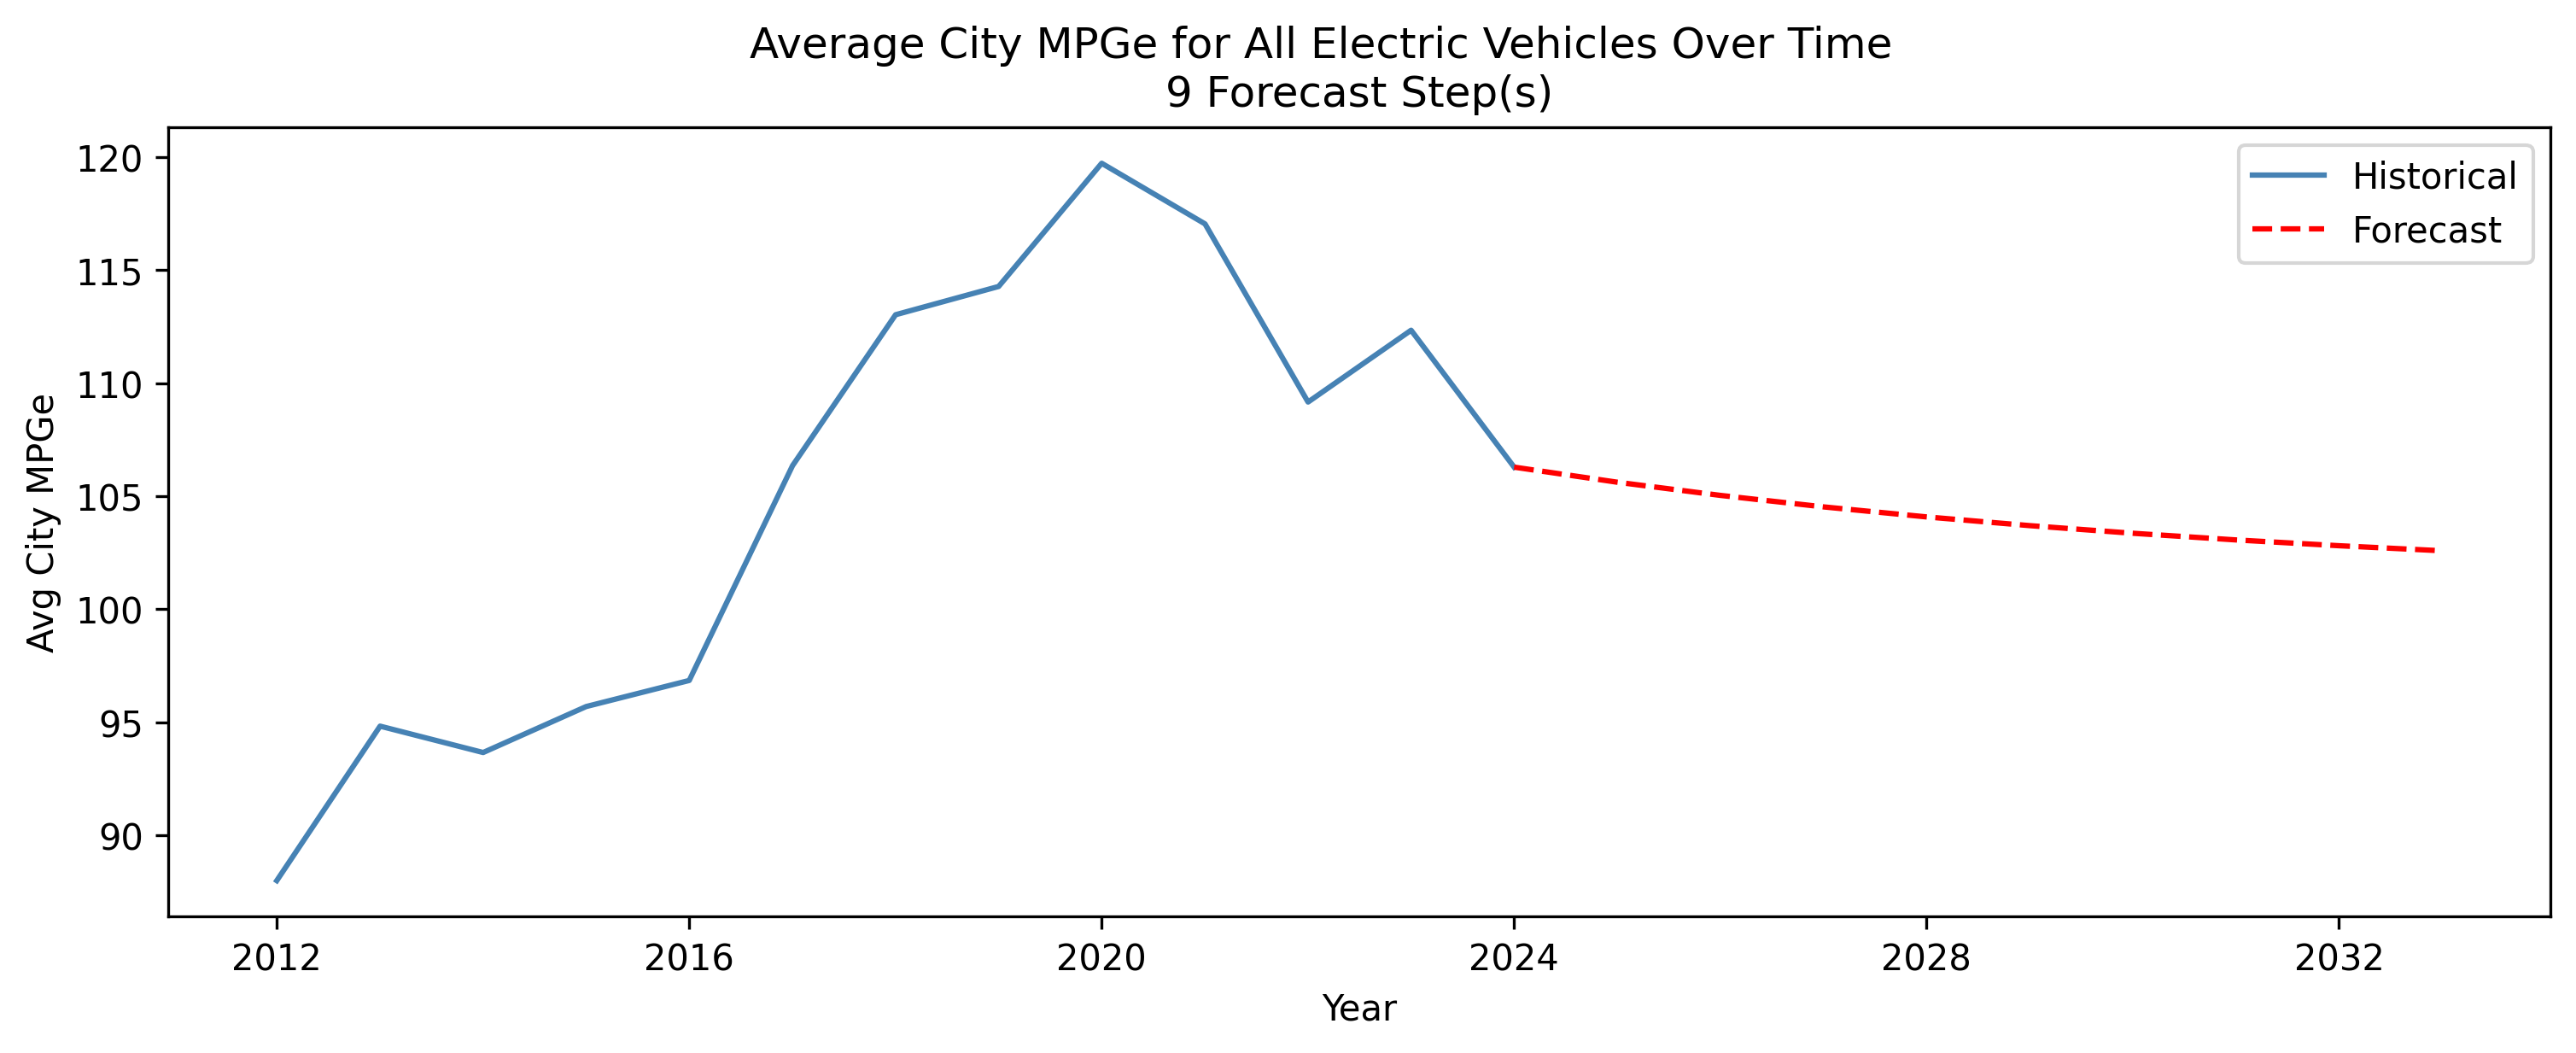 Average City MPGe for All Electric Vehicles Over Time
9 Forecast Step(s)
120
115
110
105
100
95
90
Avg City MPGe
Historical
Forecast
2012
2016
2020
2024
2028
2032
Year